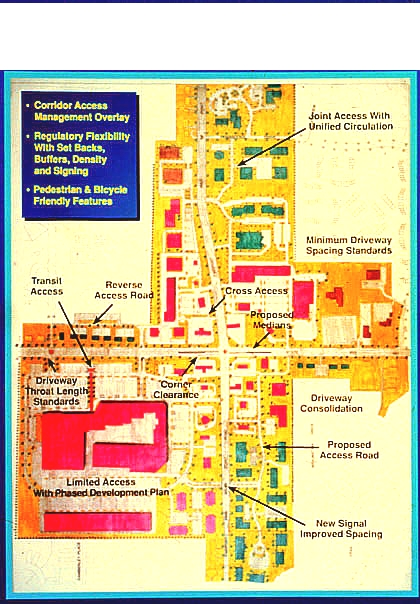 • Corridor Access
Management Overlay
• Regulatory Flexibility
With Set Backs,
Buffers, Density
and Signing
• Pedestrian & Bicycle
Friendly Features
Joint Access With
Unified Circulation
Minimum Driveway
Spacing Standards
Transit
Access
Reverse
Access Road
Cross Access
Proposed
Medians
Driveway
Throat Length
Standards
Corner
Clearance
Driveway
Consolidation
Proposed
Access Road
Limited Access
With Phased Development Plan
New Signal
Improved Spacing